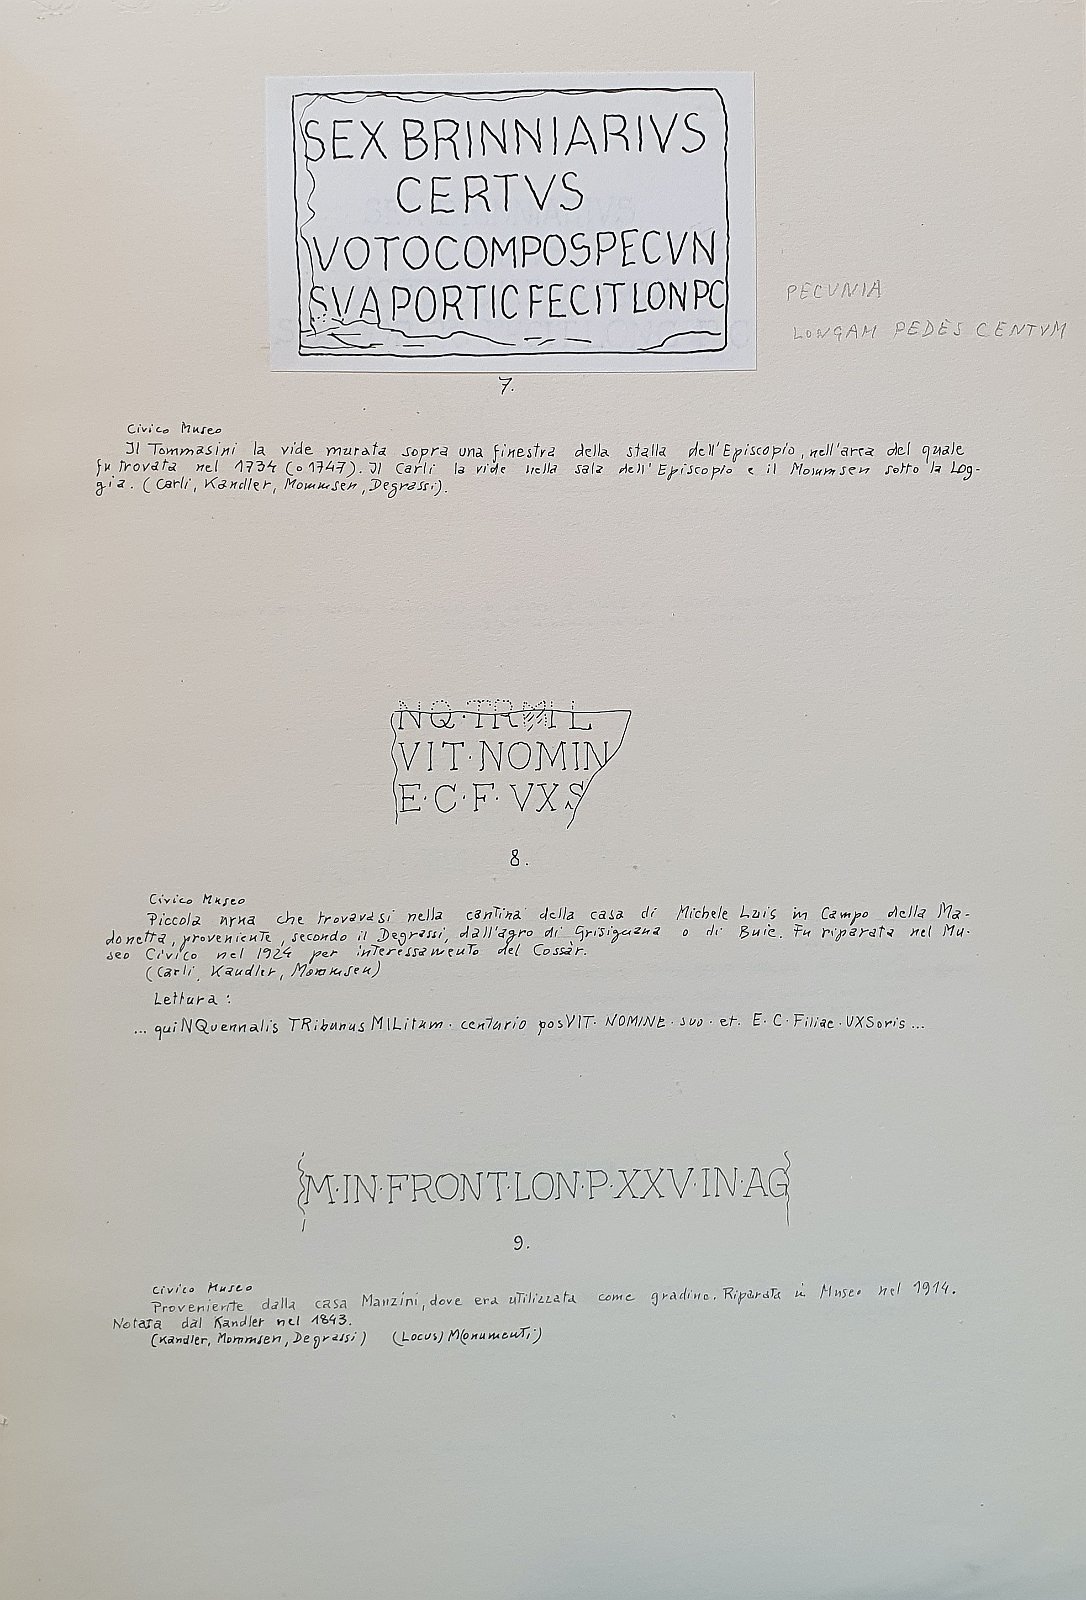 SEX BRINNIARIVS
CERTVS
VOTOCOMPOSPECVN
SVA PORTIC FECIT LON PC
PECVNIA
LONGAM PEDES CENTVM
7.
Civico Museo
Il Tommasini la vide murata sopra una finestra della stalla dell'Episcopio, nell'area del quale
fu trovata nel 1734 (o 1747). Il Carli la vide nella sala dell'Episcopio e il Mommsen sotto la Log-
gia. (Carli, Kandler, Mommsen, Degrassi).
NQ·TR MIL
VIT·NOMIN
E·C·F·VXS
8.
Civico Museo
Piccola urna che trovavasi nella cantina della casa di Michele Luis in Campo della Ma-
donetta, proveniente, secondo il Degrassi, dall'agro di Grisignana o di Buie. Fu riparata nel Mu-
seo Civico nel 1924 per interessamento del Cossàr.
(Carli, Kandler, Mommsen)
Lettura:
... quiNQuennalis TRibunus MILitum· centurio posVIT· NOMINE· suo· et· E·C·Filiae·UXSoris...
M·IN·FRONT·LON·P·XXV·IN·AG
9.
Civico Museo
Proveniente dalla casa Manzini, dove era utilizzata come gradino. Riparata in Museo nel 1914.
Notata dal Kandler nel 1843.
(Kandler, Mommsen, Degrassi) (Locus) M(onumenti)